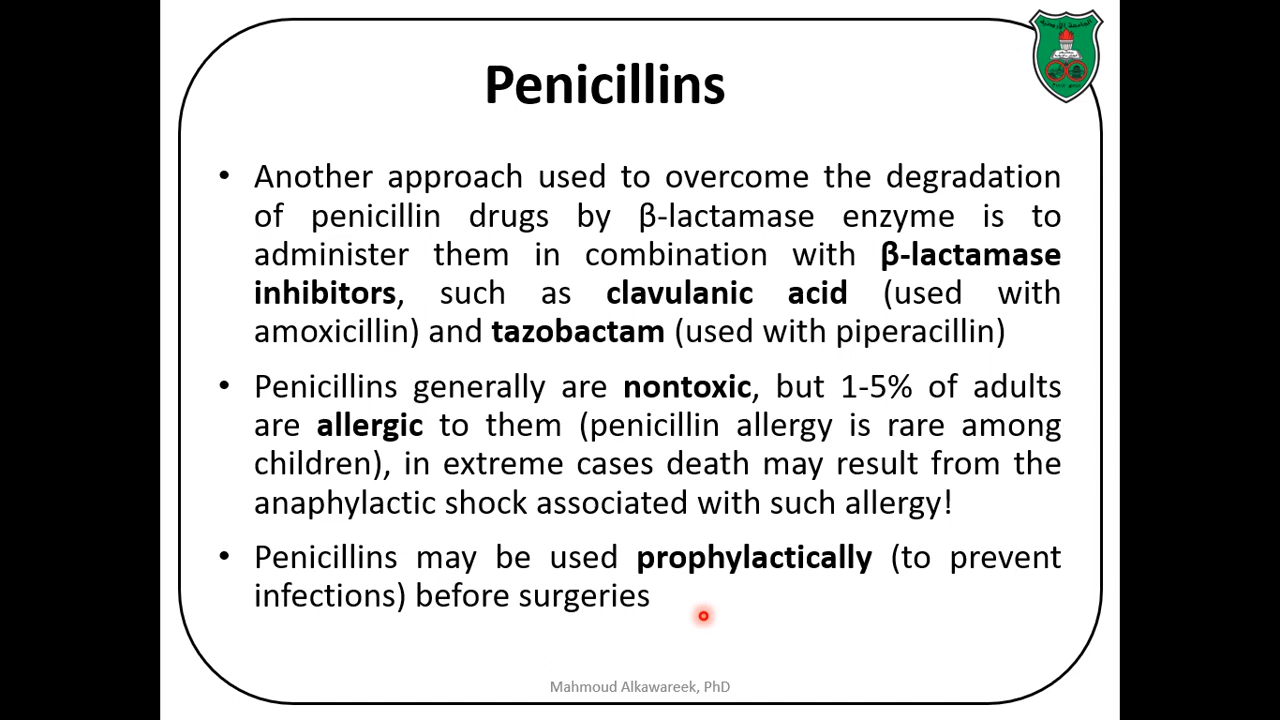 Penicillins
• Another approach used to overcome the degradation
of penicillin drugs by β-lactamase enzyme is to
administer them in combination with β-lactamase
inhibitors, such as clavulanic acid (used with
amoxicillin) and tazobactam (used with piperacillin)
• Penicillins generally are nontoxic, but 1-5% of adults
are allergic to them (penicillin allergy is rare among
children), in extreme cases death may result from the
anaphylactic shock associated with such allergy!
• Penicillins may be used prophylactically (to prevent
infections) before surgeries
Mahmoud Alkawareek, PhD